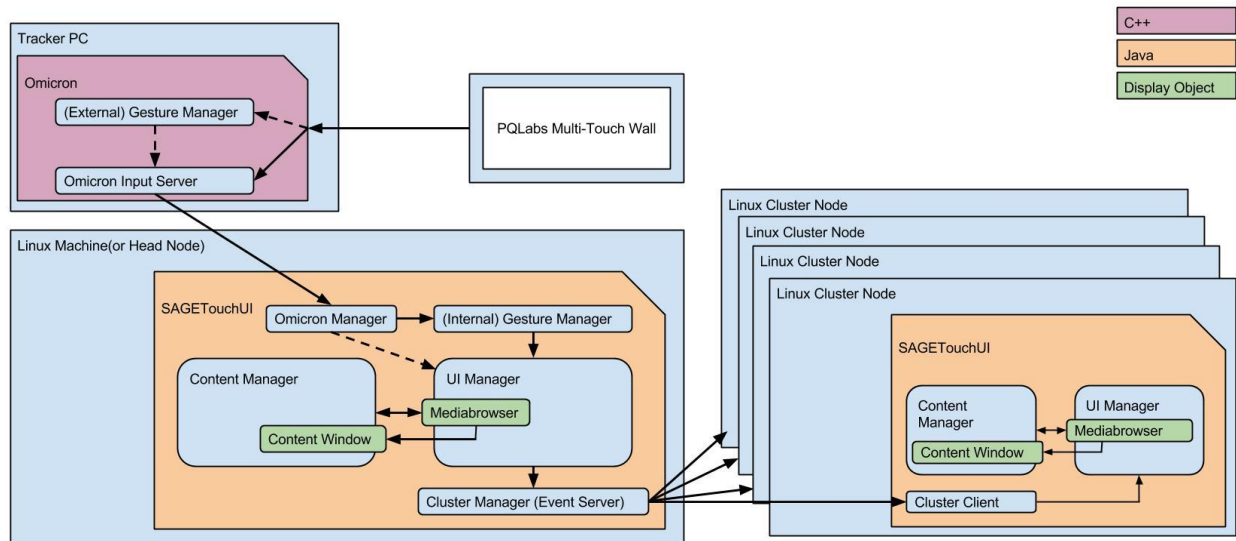 Tracker PC
Omicron
(External) Gesture Manager
Omicron Input Server
PQLabs Multi-Touch Wall
C++
Java
Display Object
Linux Machine(or Head Node)
SAGETouchUI
Omicron Manager
(Internal) Gesture Manager
Content Manager
UI Manager
Mediabrowser
Content Window
Cluster Manager (Event Server)
Linux Cluster Node
Linux Cluster Node
Linux Cluster Node
Linux Cluster Node
SAGETouchUI
Content
Manager
UI Manager
Mediabrowser
Content Window
Cluster Client